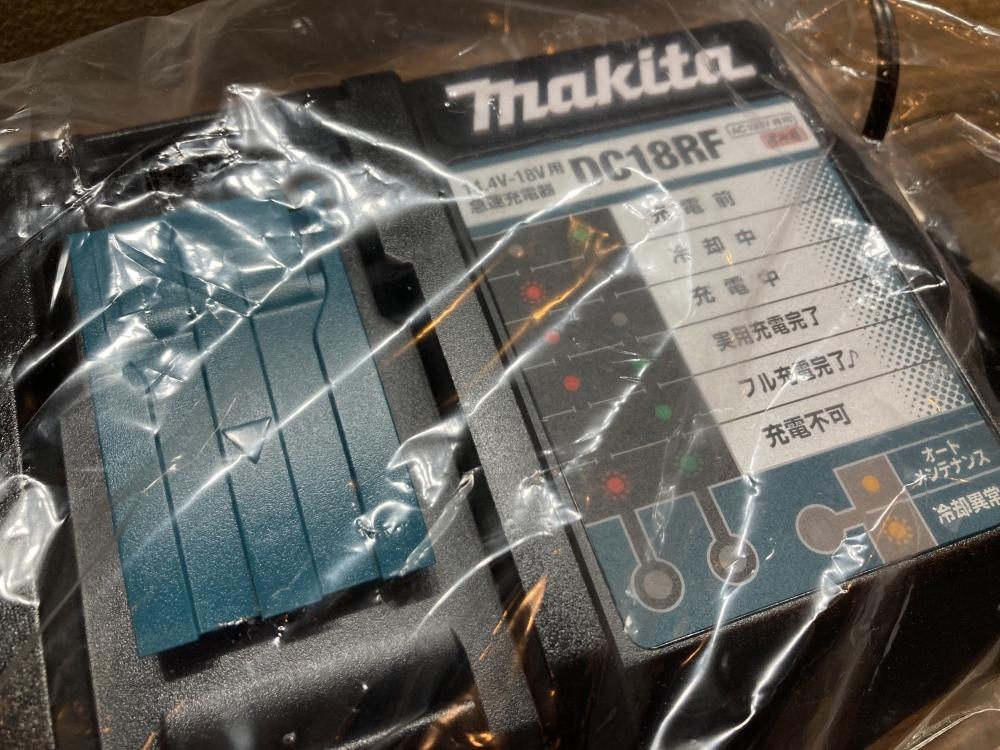 makita
14.4V-18V用
急速充電器
DC18RF
AC100V専用
充電前
冷却中
充電中
実用充電完了
フル充電完了♪
充電不可
オート
メンテナンス
冷却異常